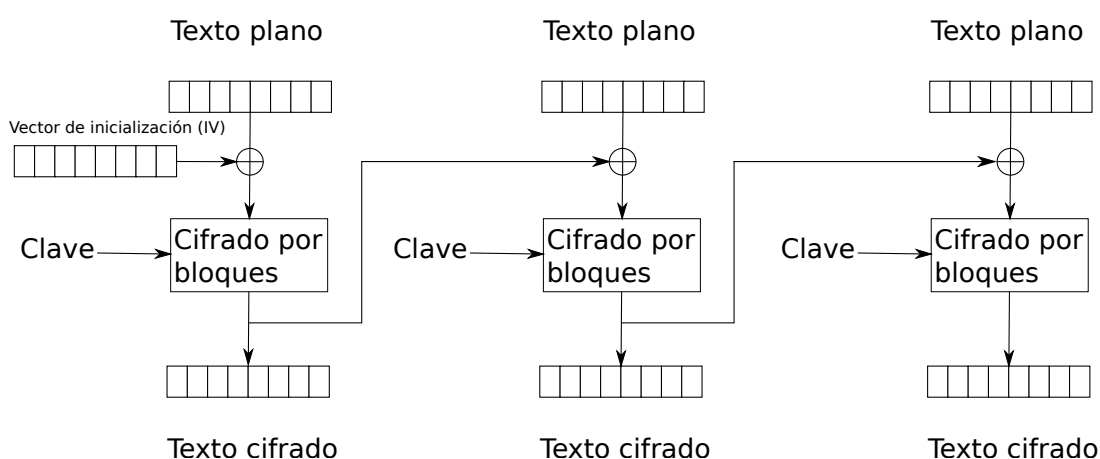 Texto plano
Texto plano
Texto plano
Vector de inicialización (IV)
Clave
Cifrado por
bloques
Clave
Cifrado por
bloques
Clave
Cifrado por
bloques
Texto cifrado
Texto cifrado
Texto cifrado